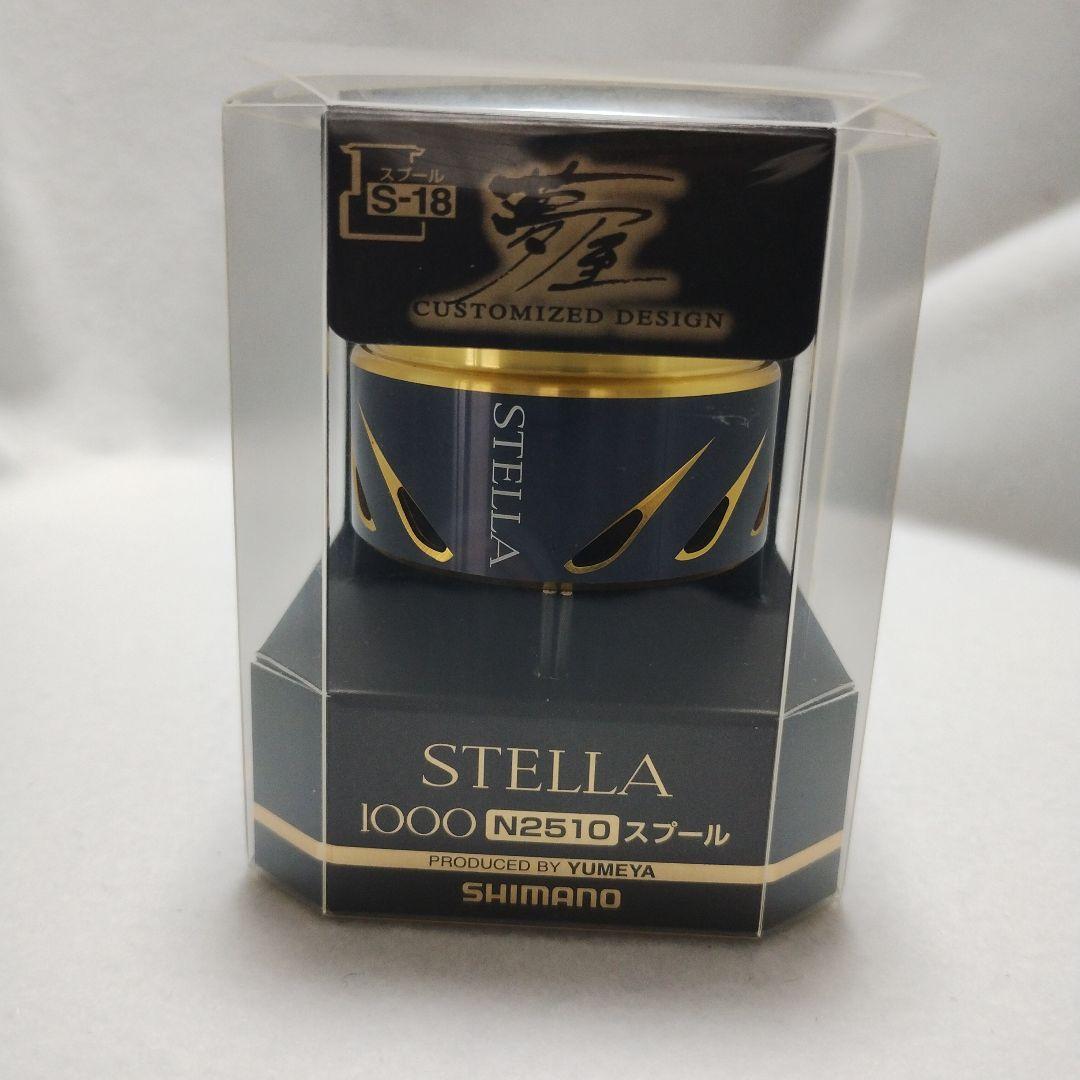 スプール
S-18
夢屋
CUSTOMIZED DESIGN
STELLA
STELLA
1000 N2510 スプール
PRODUCED BY YUMEYA
SHIMANO